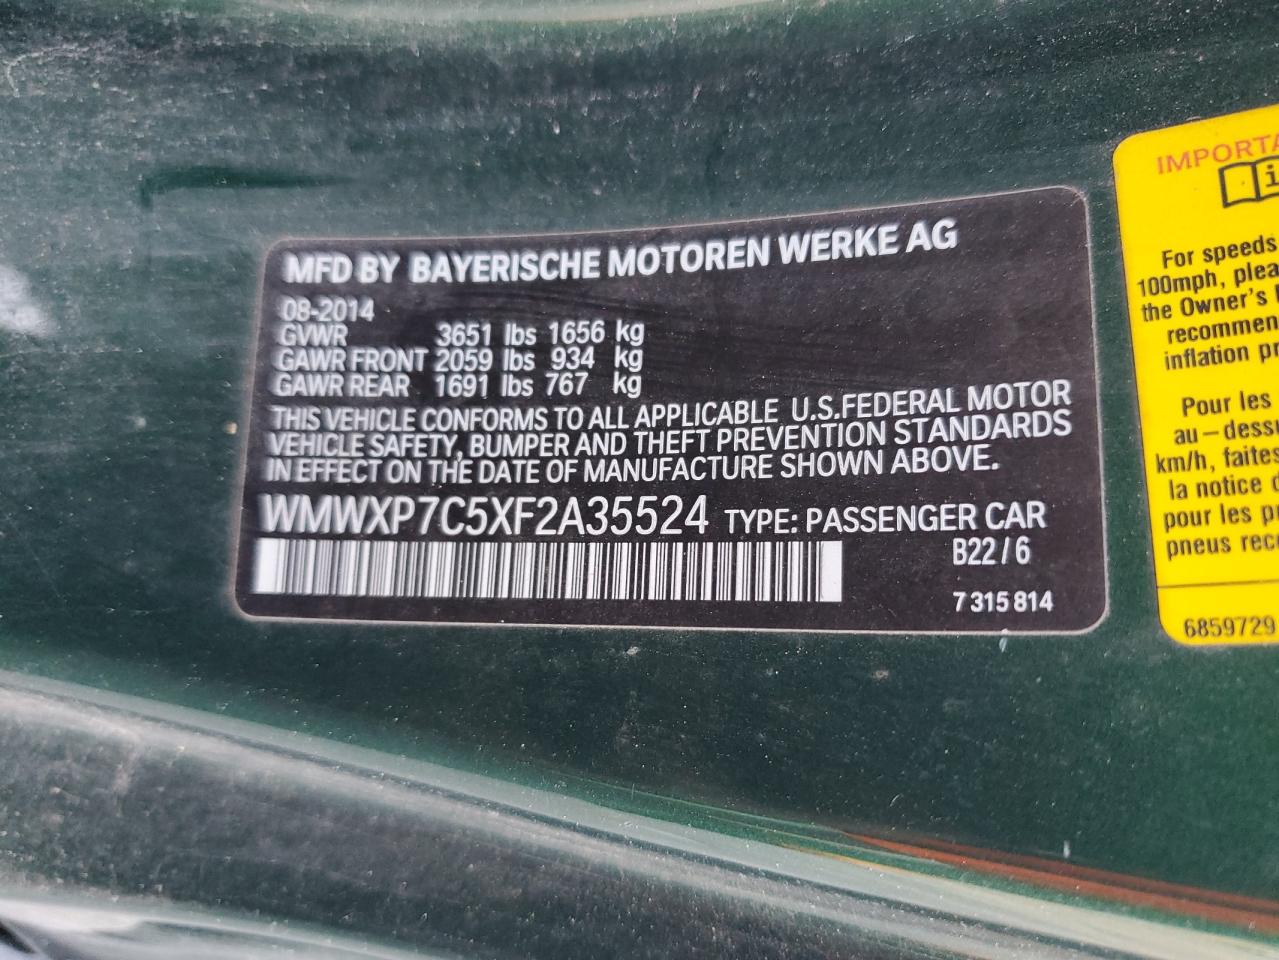 MFD BY BAYERISCHE MOTOREN WERKE AG
08-2014
GVWR 3651 lbs 1656 kg
GAWR FRONT 2059 lbs 934 kg
GAWR REAR 1691 lbs 767 kg
THIS VEHICLE CONFORMS TO ALL APPLICABLE U.S.FEDERAL MOTOR
VEHICLE SAFETY, BUMPER AND THEFT PREVENTION STANDARDS
IN EFFECT ON THE DATE OF MANUFACTURE SHOWN ABOVE.
WMWXP7C5XF2A35524 TYPE: PASSENGER CAR
B22/6
7 315 814
IMPORTA
i
For speeds
100mph, plea
the Owner's
recommen
inflation pr
Pour les
au-dessu
km/h, faites
la notice d
pour les p
pneus rec
6859729